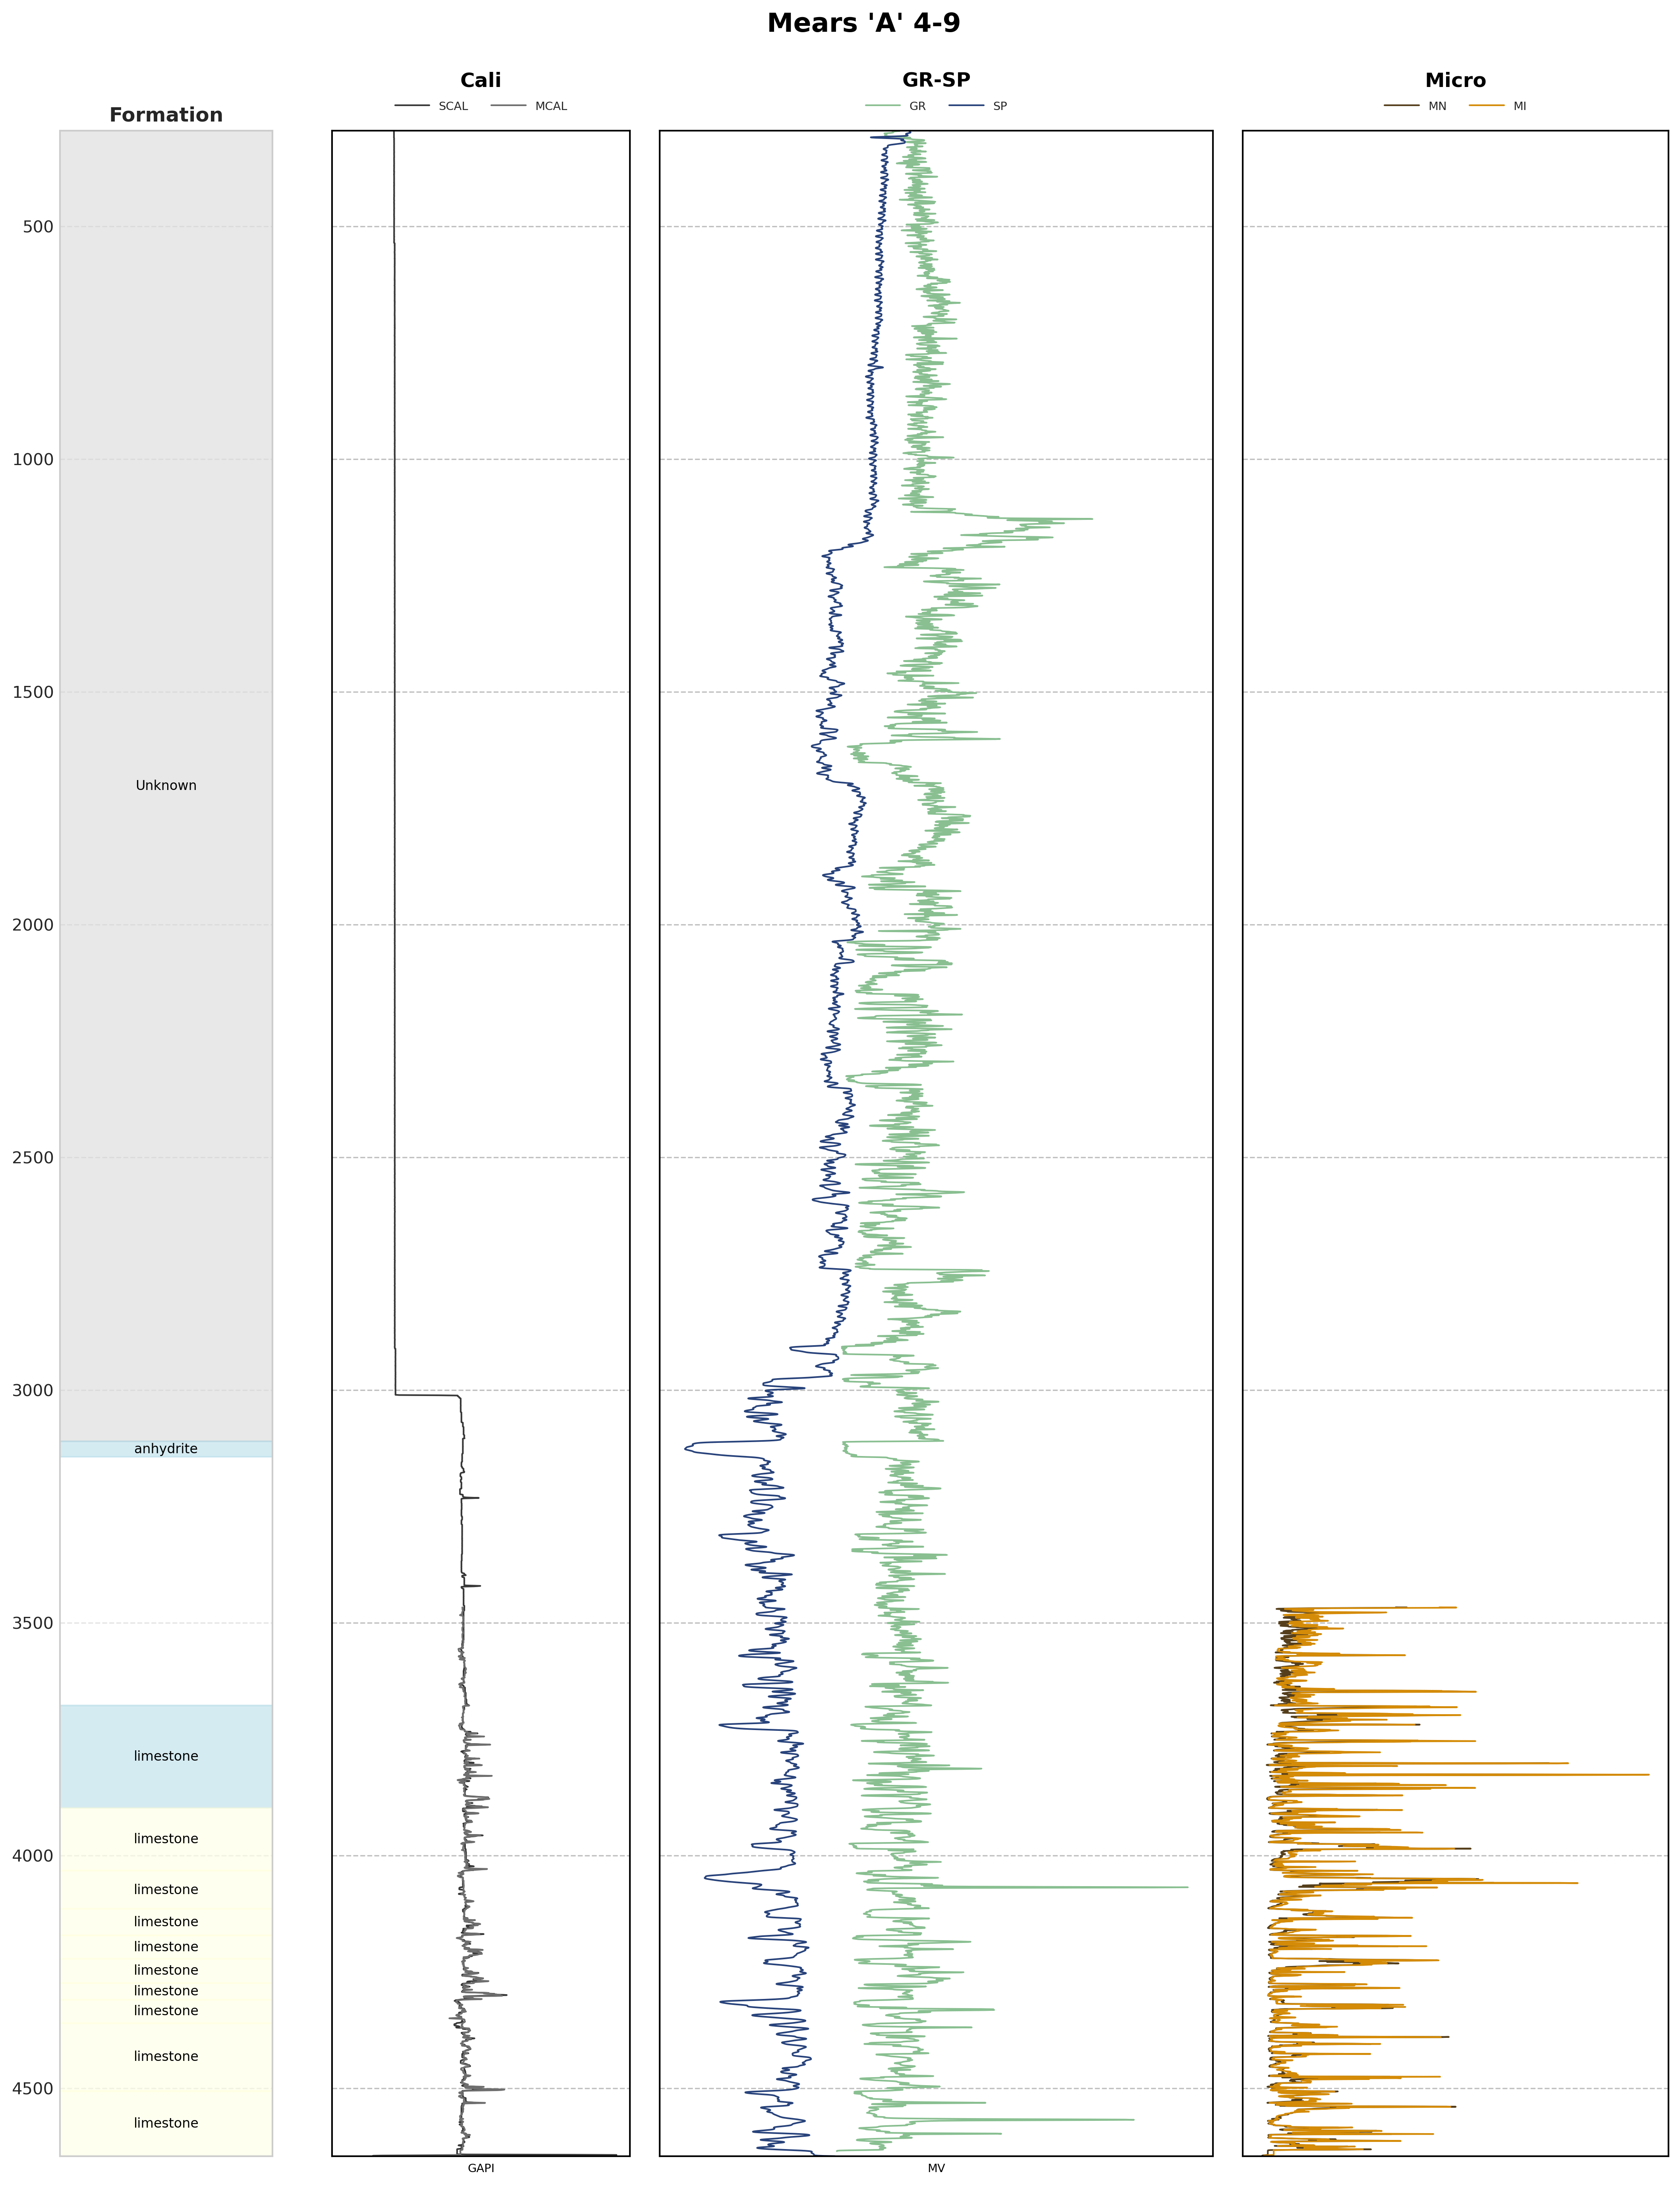 Mears 'A' 4-9
Formation
Cali
SCAL MCAL
GR-SP
GR SP
Micro
MN MI
500
1000
1500
Unknown
2000
2500
3000
anhydrite
3500
limestone
limestone
4000
limestone
limestone
limestone
limestone
limestone
limestone
limestone
4500
limestone
GAPI
MV